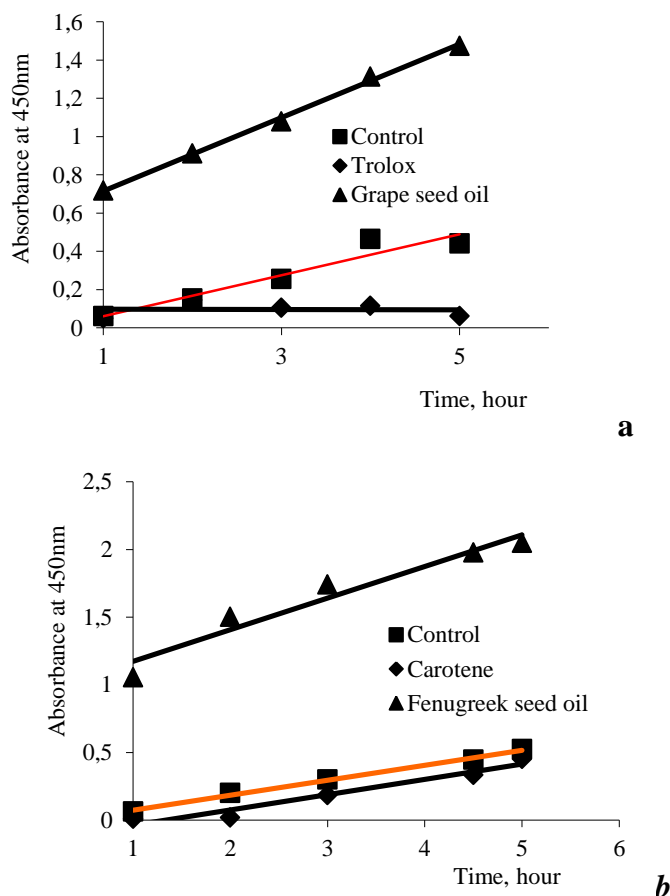 Absorbance at 450nm
1,6
1,4
1,2
1
0,8
0,6
0,4
0,2
0
Control
Trolox
Grape seed oil
1
3
5
Time, hour
a
Absorbance at 450nm
2,5
2
1,5
1
0,5
0
Control
Carotene
Fenugreek seed oil
1
2
3
4
5
6
Time, hour
b